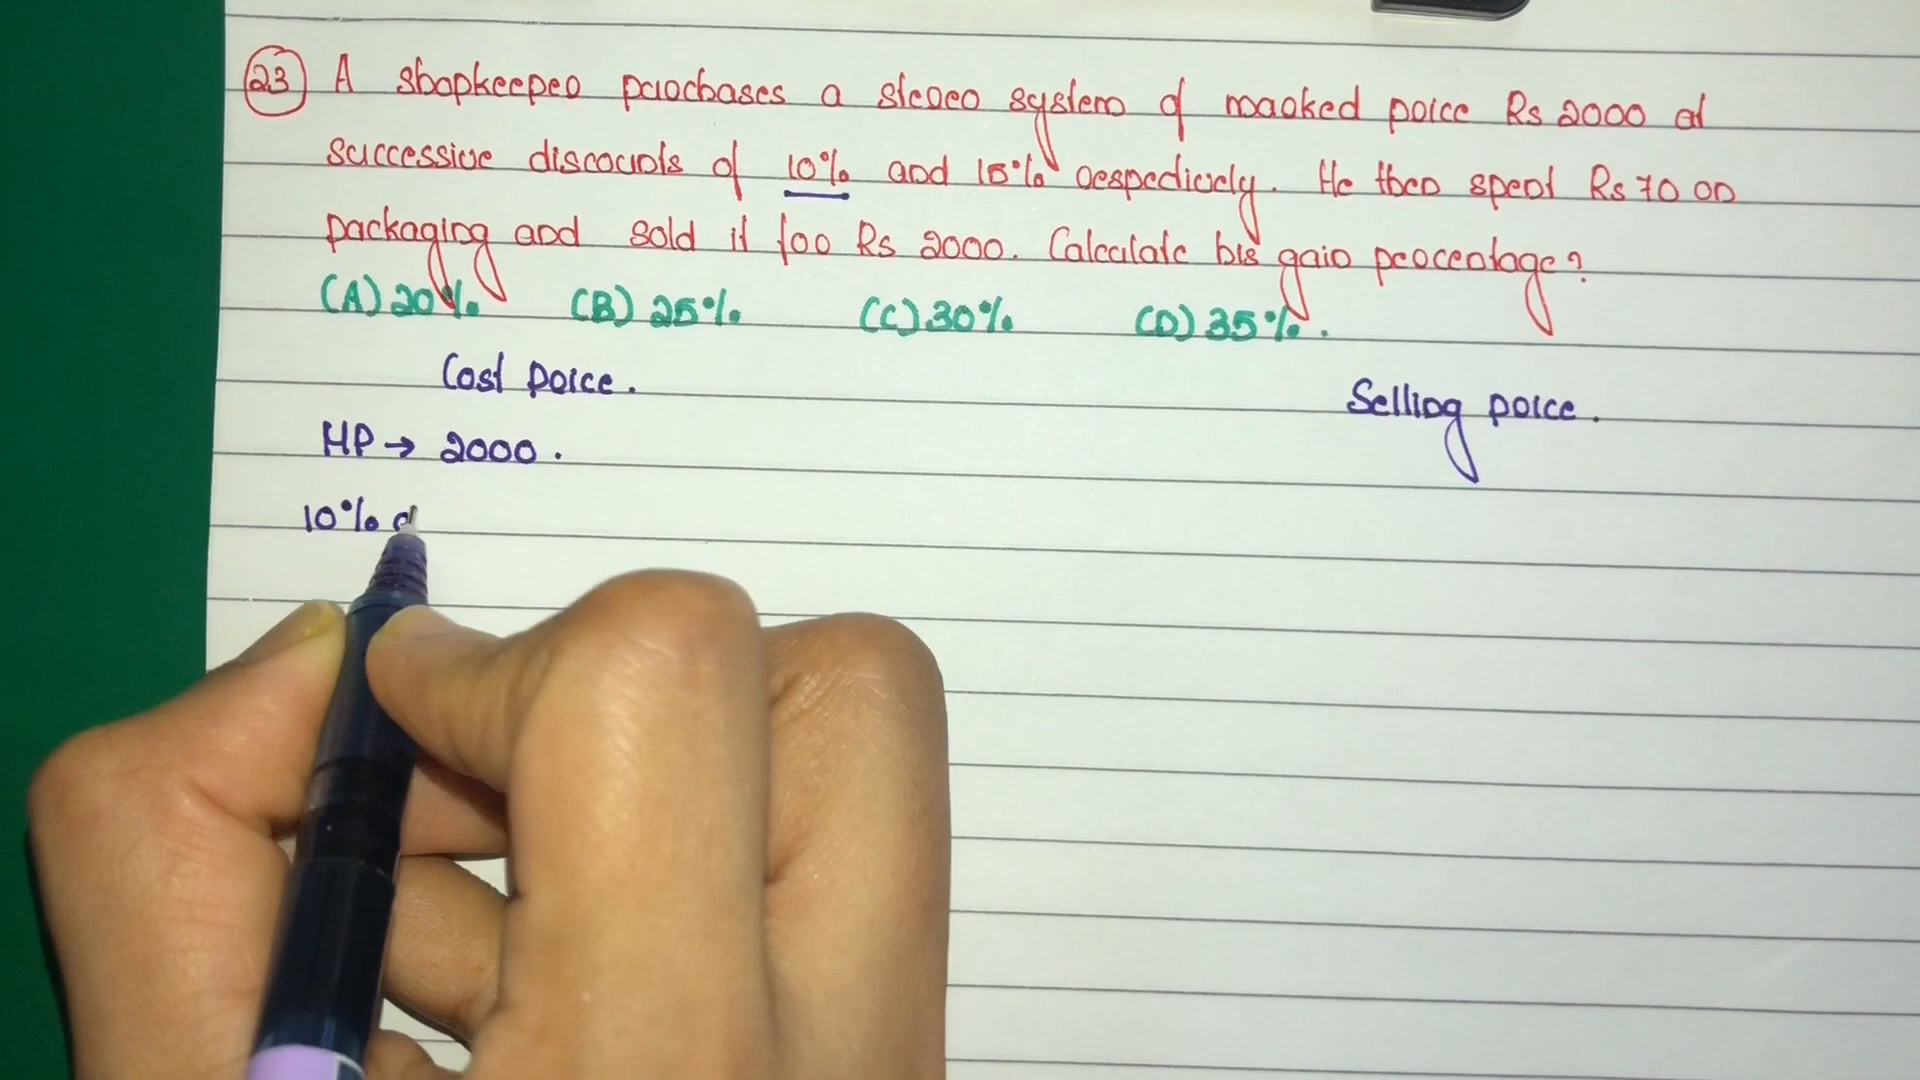 23 A shopkeeper purchases a stereo system of marked price Rs 2000 at
successive discounts of 10% and 15% respectively. He then spent Rs 70 on
packaging and sold it for Rs 2000. Calculate his gain percentage?
(A) 20% (B) 25% (C) 30% (D) 35%.
Cost price. Selling price.
MP → 2000.
10% d